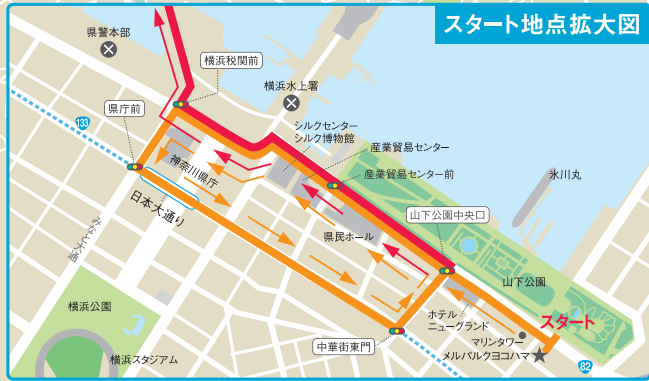 スタート地点拡大図
県警本部
横浜税関前
横浜水上署
県庁前
133
シルクセンター
シルク博物館
産業貿易センター
神奈川県庁
産業貿易センター前
氷川丸
日本大通り
山下公園中央口
みなと大通
県民ホール
山下公園
横浜公園
ホテル
ニューグランド
スタート
マリンタワー
中華街東門
メルパルクヨコハマ
横浜スタジアム
82